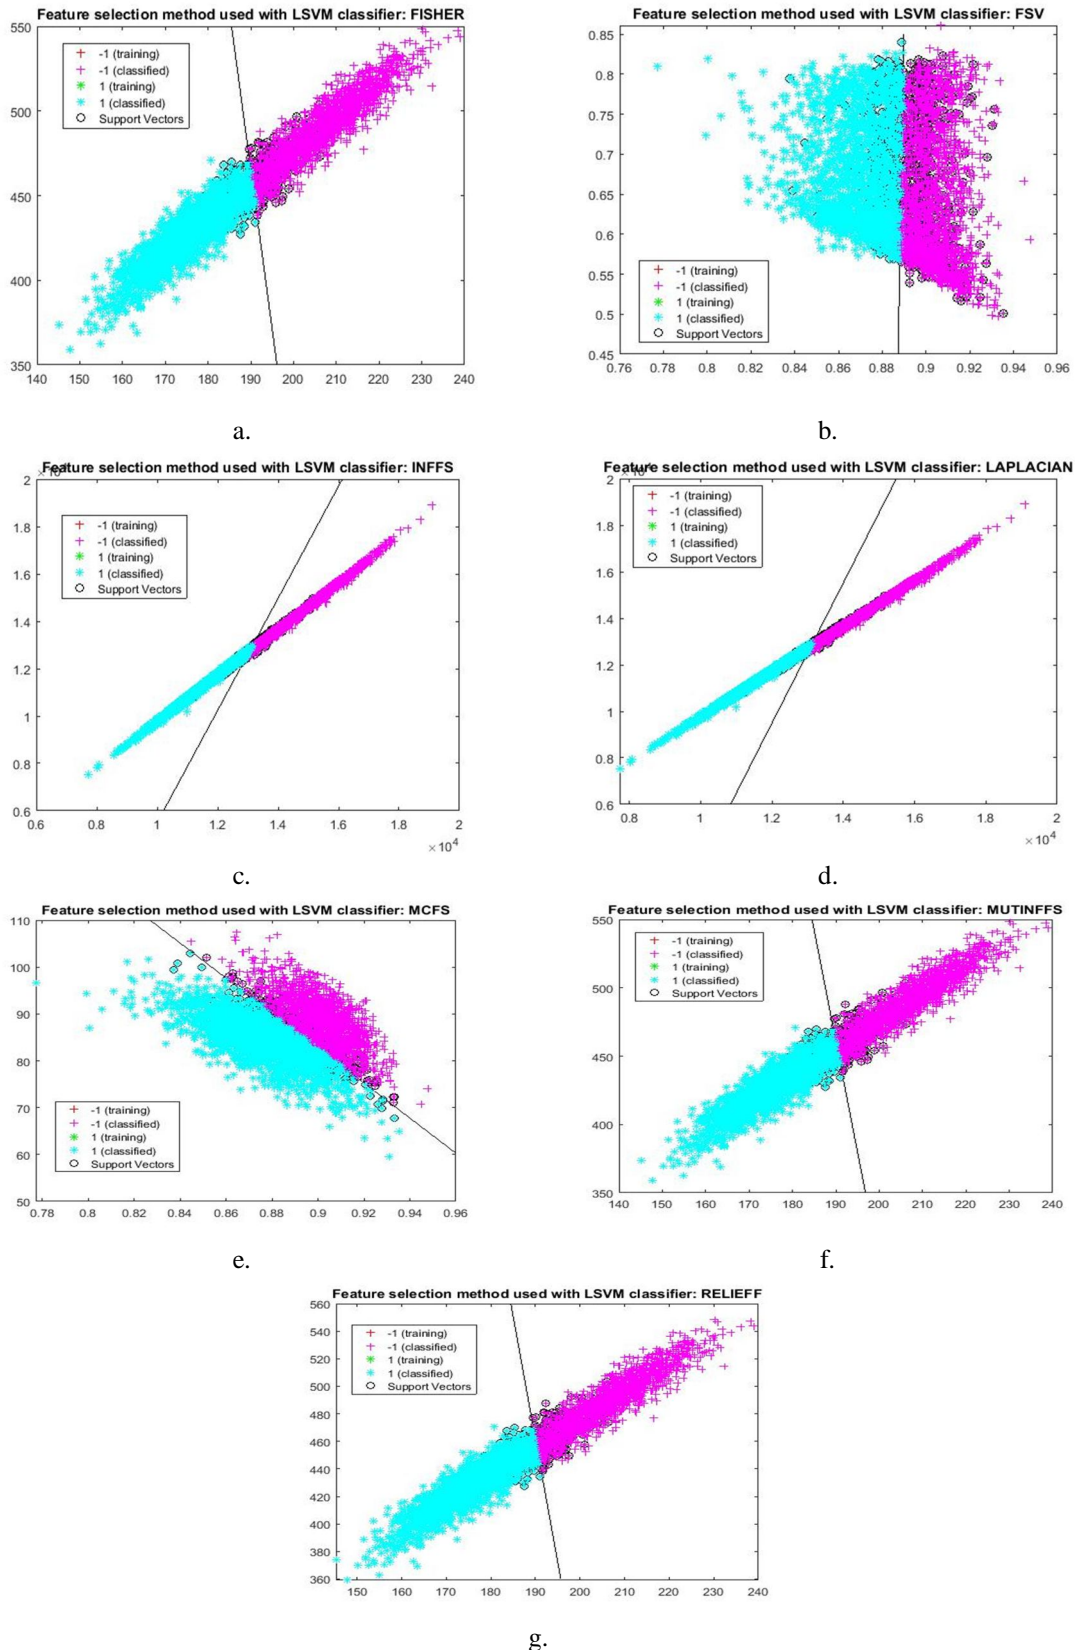 Feature selection method used with LSVM classifier: FISHER
550
500
450
400
350
-1 (training)
-1 (classified)
1 (training)
1 (classified)
Support Vectors
140 150 160 170 180 190 200 210 220 230 240
a.
Feature selection method used with LSVM classifier: FSV
0.85
0.8
0.75
0.7
0.65
0.6
0.55
0.5
0.45
-1 (training)
-1 (classified)
1 (training)
1 (classified)
Support Vectors
0.76 0.78 0.8 0.82 0.84 0.86 0.88 0.9 0.92 0.94 0.96
b.
Feature selection method used with LSVM classifier: INFFS
2
1.8
1.6
1.4
1.2
1
0.8
0.6
-1 (training)
-1 (classified)
1 (training)
1 (classified)
Support Vectors
0.6 0.8 1 1.2 1.4 1.6 1.8 2
×10⁴
c.
Feature selection method used with LSVM classifier: LAPLACIAN
2
1.8
1.6
1.4
1.2
1
0.8
0.6
-1 (training)
-1 (classified)
1 (training)
1 (classified)
Support Vectors
0.8 1 1.2 1.4 1.6 1.8 2
×10⁴
d.
Feature selection method used with LSVM classifier: MCFS
110
100
90
80
70
60
50
-1 (training)
-1 (classified)
1 (training)
1 (classified)
Support Vectors
0.78 0.8 0.82 0.84 0.86 0.88 0.9 0.92 0.94 0.96
e.
Feature selection method used with LSVM classifier: MUTINFFS
550
500
450
400
350
-1 (training)
-1 (classified)
1 (training)
1 (classified)
Support Vectors
140 150 160 170 180 190 200 210 220 230 240
f.
Feature selection method used with LSVM classifier: RELIEFF
560
540
520
500
480
460
440
420
400
380
360
-1 (training)
-1 (classified)
1 (training)
1 (classified)
Support Vectors
150 160 170 180 190 200 210 220 230 240
g.